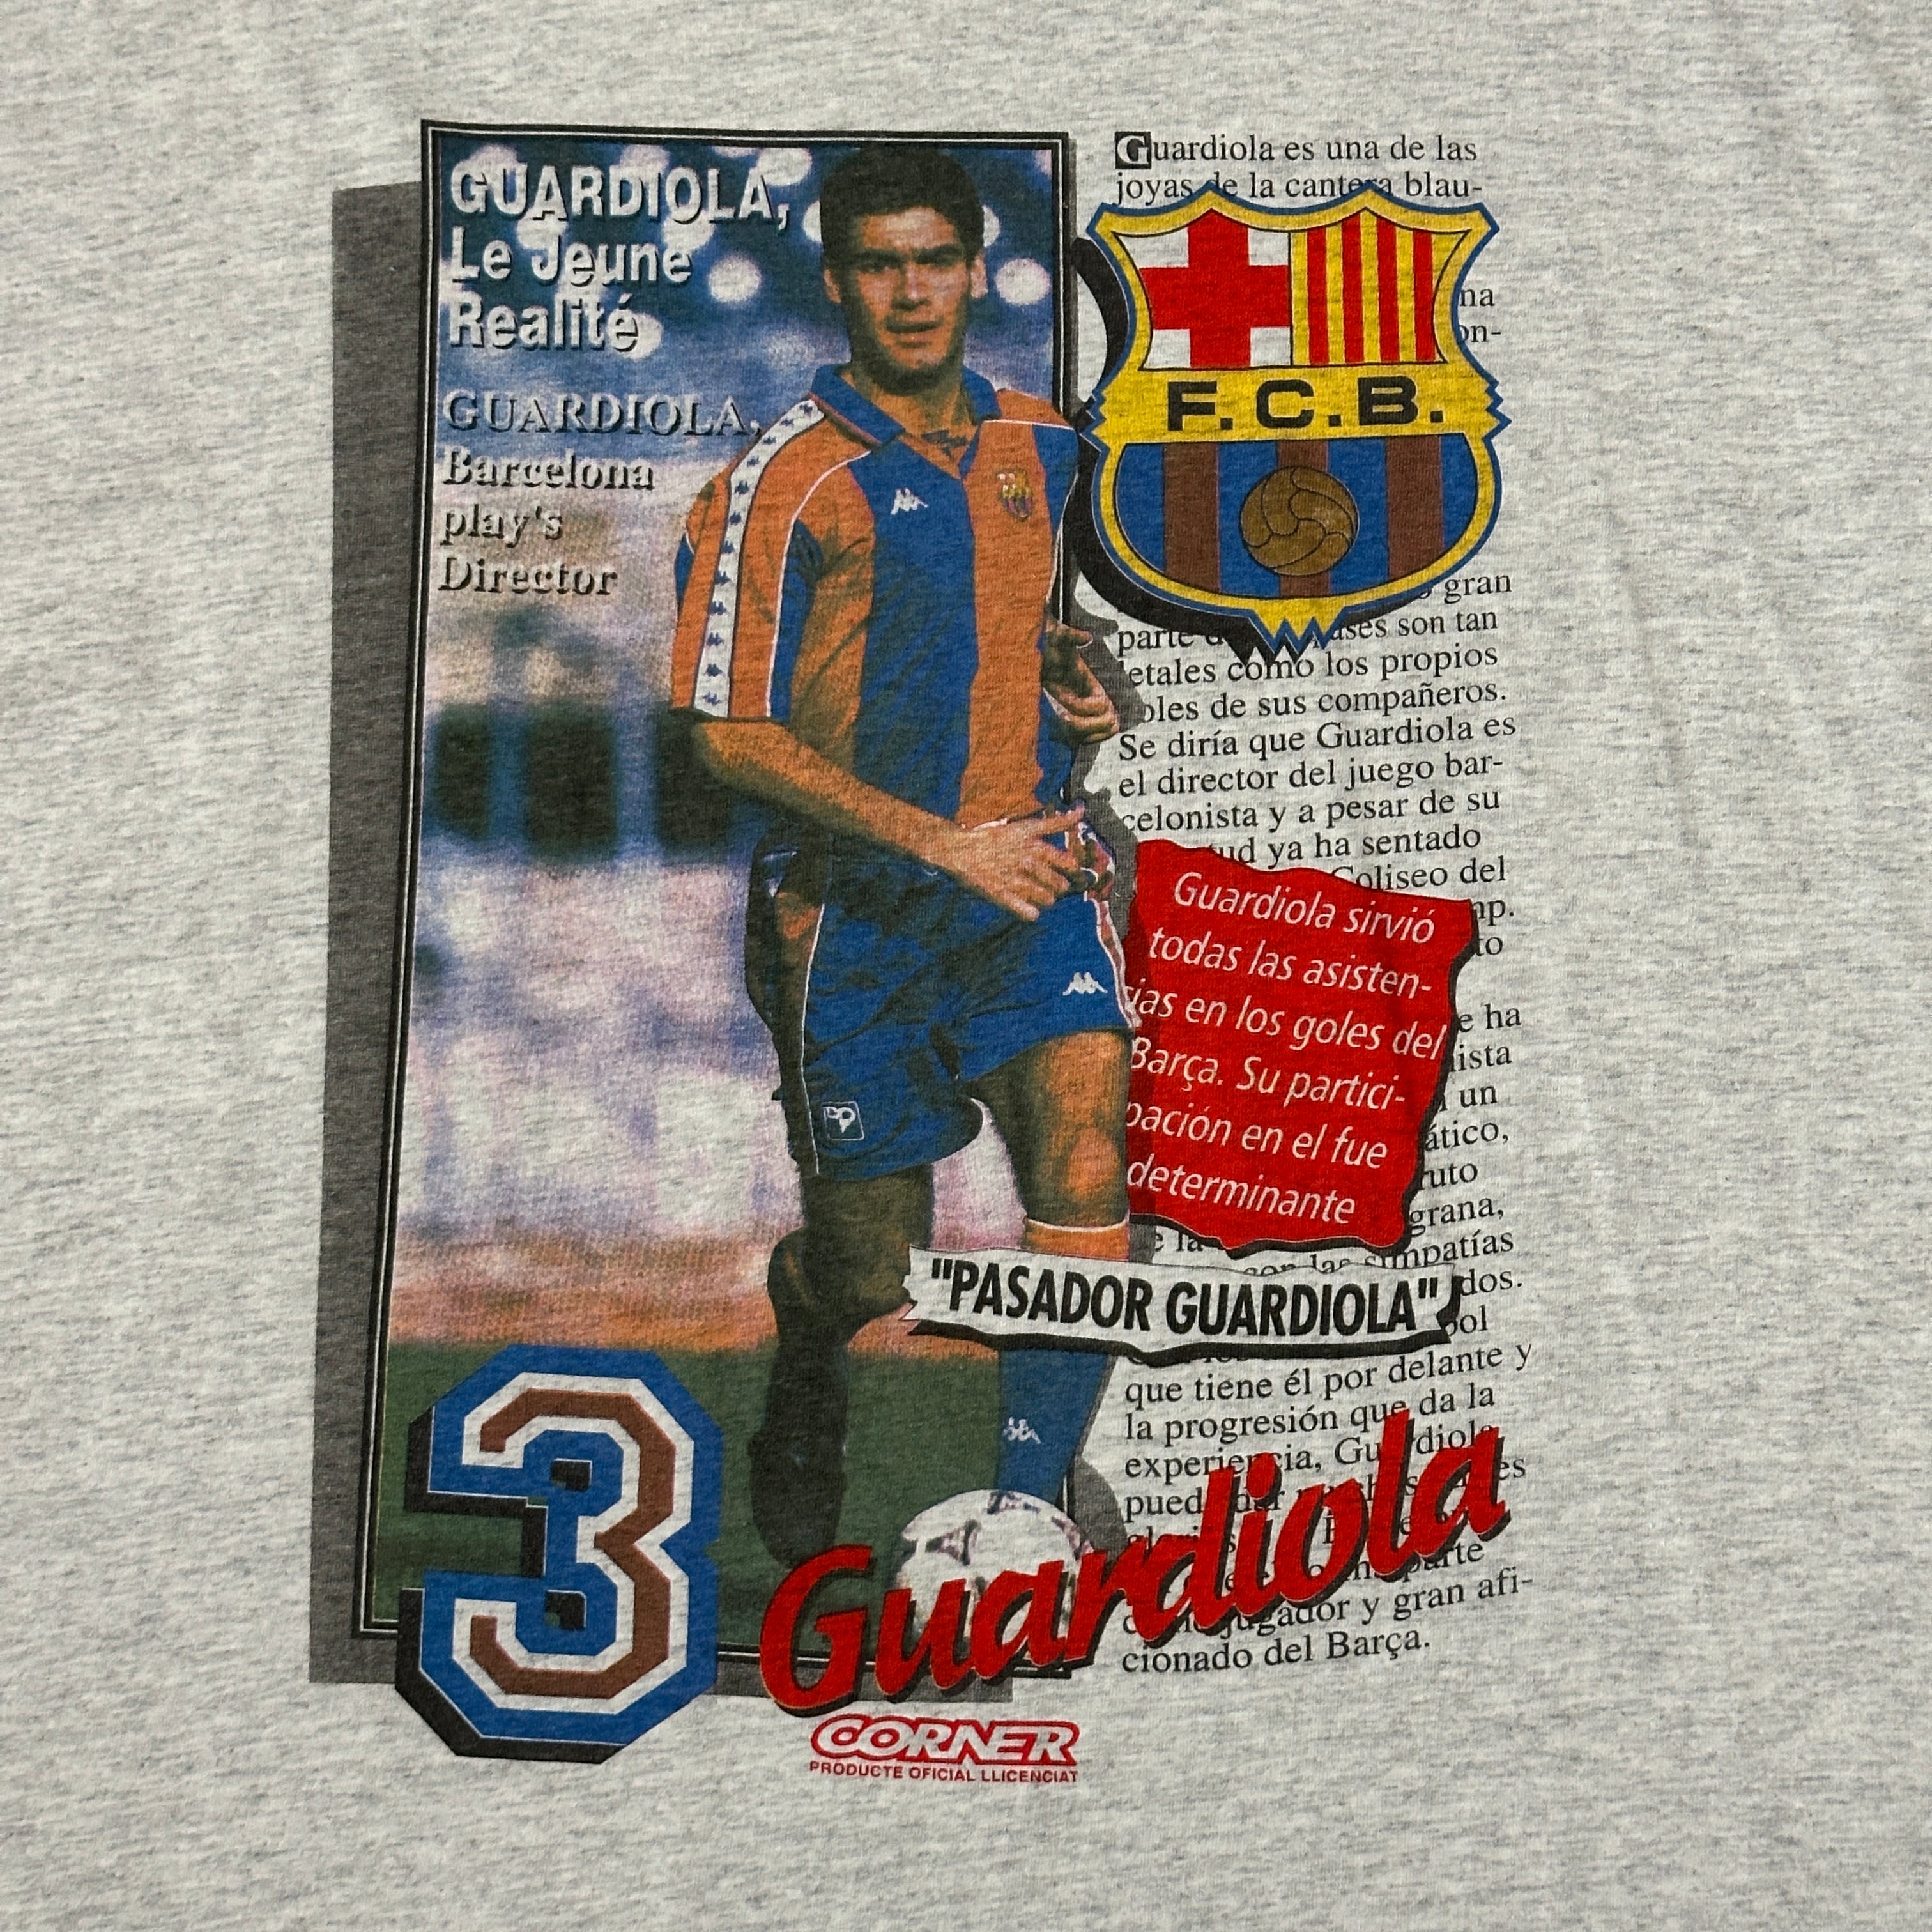 GUARDIOLA,
Le Jeune
Realité
GUARDIOLA,
Barcelona
play's
Director
Guardiola es una de las
joyas de la cantera blau-
F.C.B.
gran
son tan
letales como los propios
goles de sus compañeros.
Se diría que Guardiola es
el director del juego bar-
celonista y a pesar de su
ya ha sentado
Coliseo del
Guardiola sirvió
todas las asisten-
cias en los goles del
Barça. Su partici-
pación en el fue
determinante
e ha
un
"PASADOR GUARDIOLA"
que tiene él por delante y
la progresión que da la
experiencia, Guardiola
Guardiola
jugador y gran afi-
cionado del Barça.
3
CORNER
PRODUCTE OFICIAL LLICENCIAT